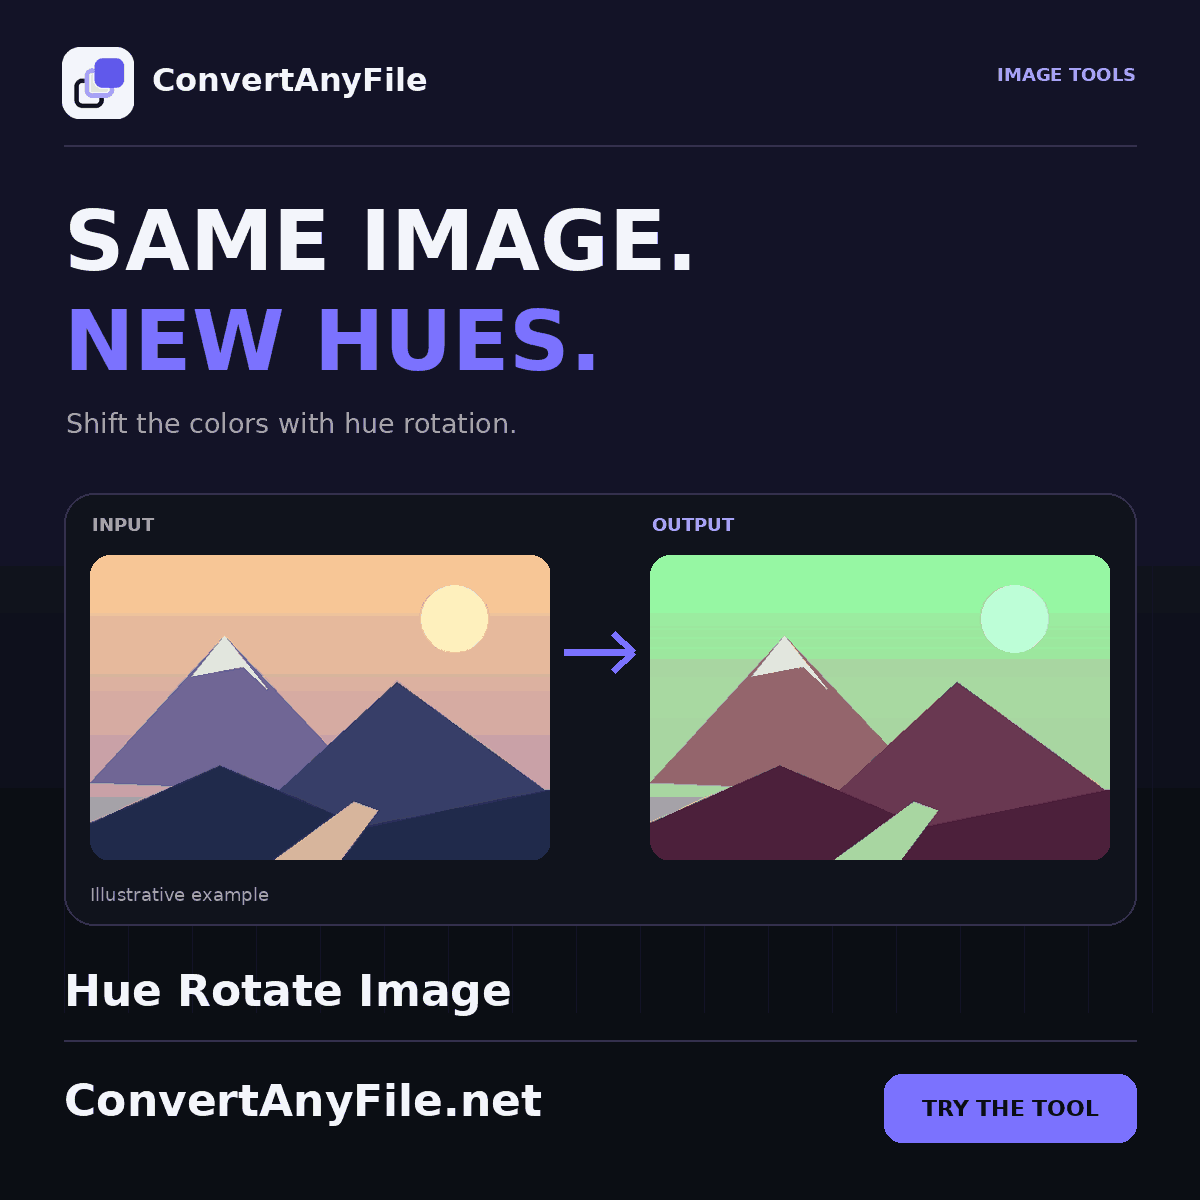 ConvertAnyFile
IMAGE TOOLS
SAME IMAGE.
NEW HUES.
Shift the colors with hue rotation.
INPUT
OUTPUT
Illustrative example
Hue Rotate Image
ConvertAnyFile.net
TRY THE TOOL